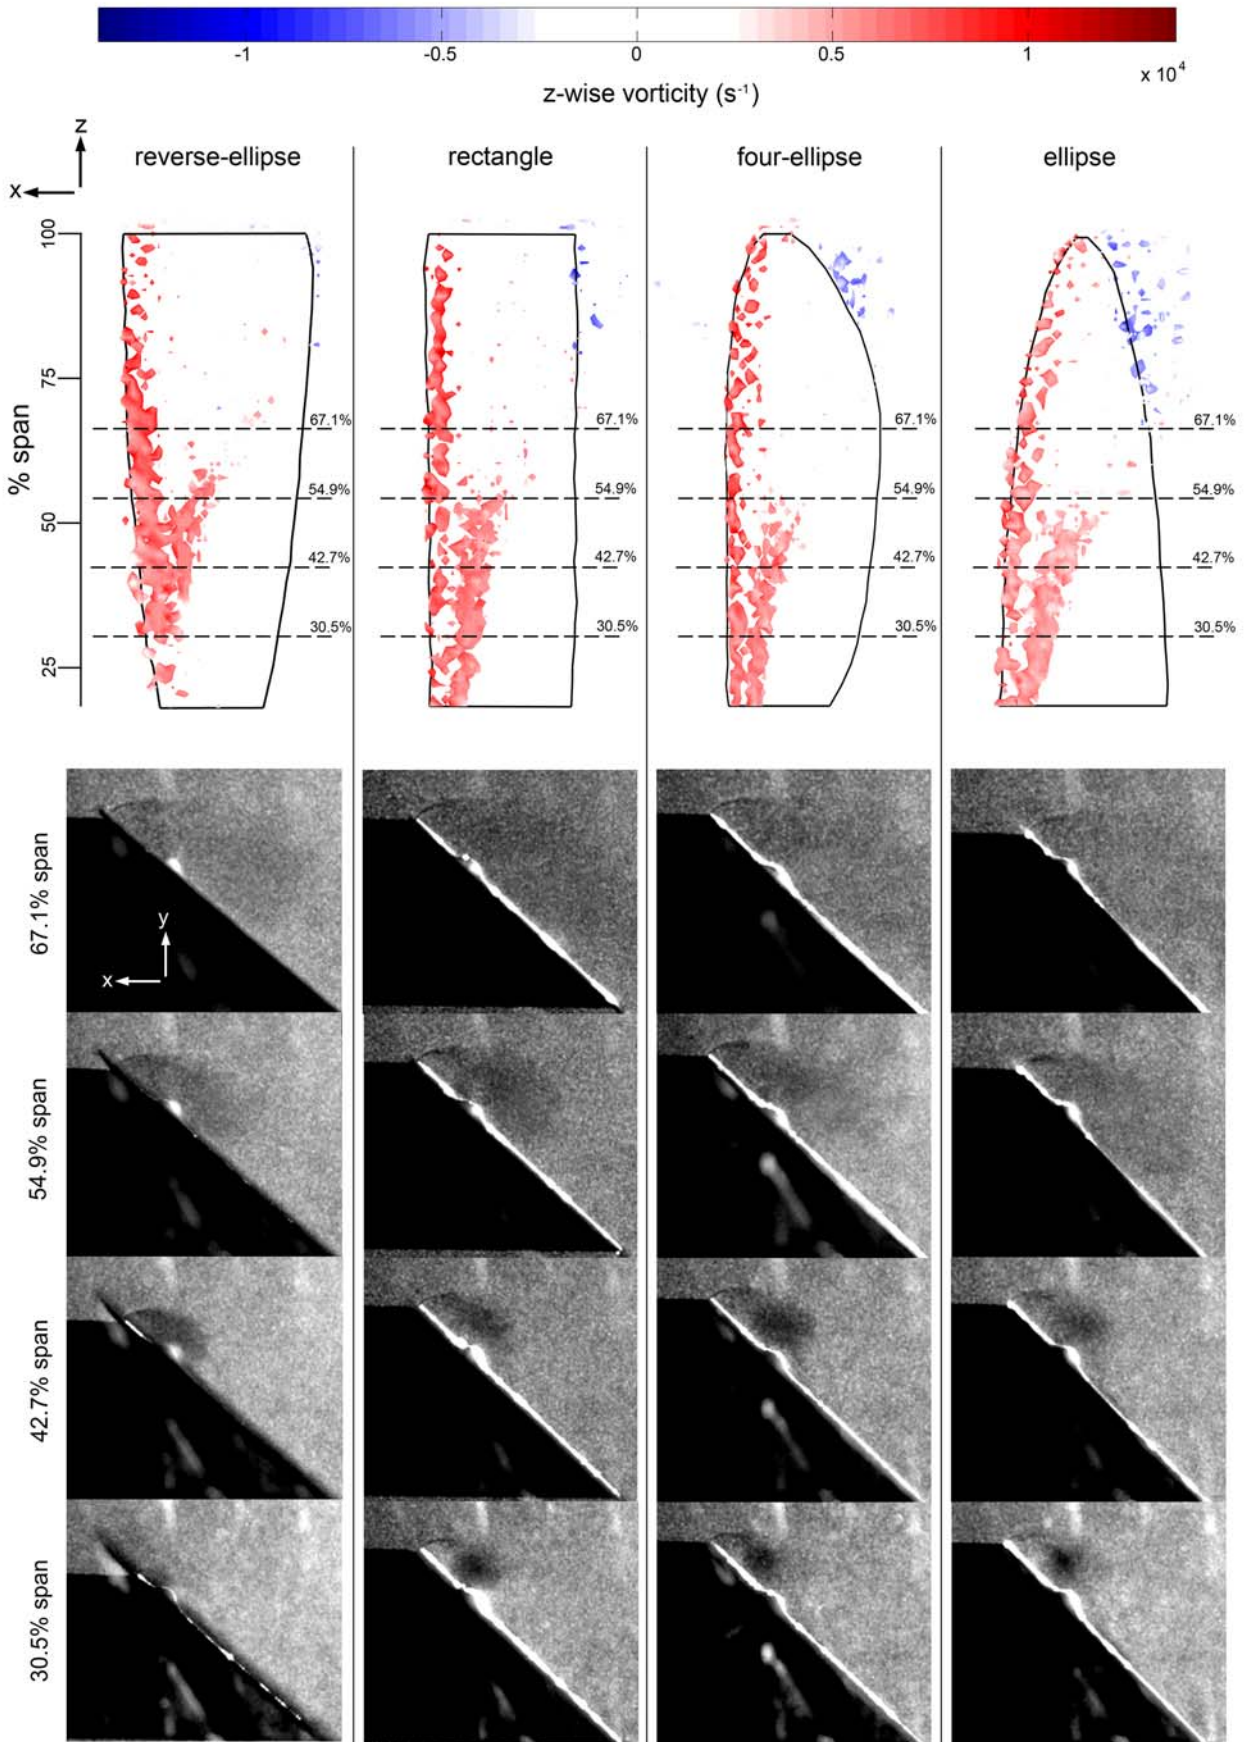 -1 -0.5 0 0.5 1
x 10⁴
z-wise vorticity (s⁻¹)
z
x
reverse-ellipse rectangle four-ellipse ellipse
100
75
50
25
% span
67.1% 67.1% 67.1% 67.1%
54.9% 54.9% 54.9% 54.9%
42.7% 42.7% 42.7% 42.7%
30.5% 30.5% 30.5% 30.5%
67.1% span
y
x
54.9% span
42.7% span
30.5% span